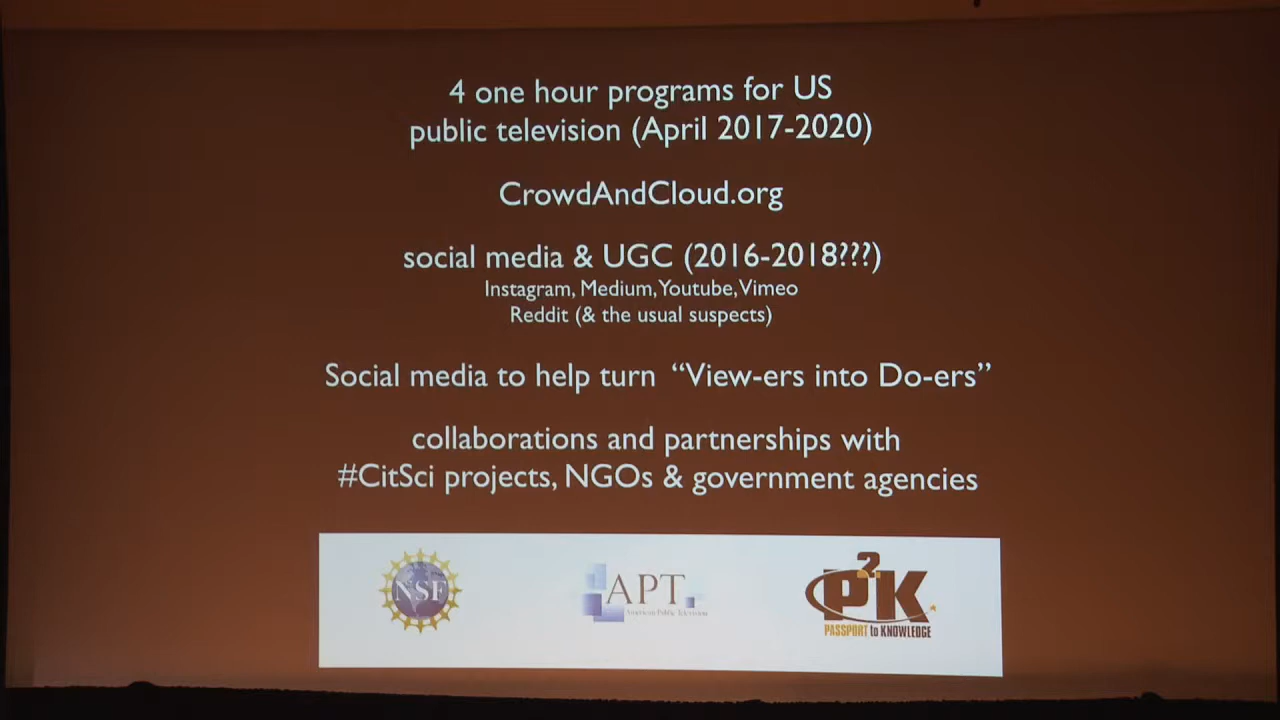 4 one hour programs for US
public television (April 2017-2020)
CrowdAndCloud.org
social media & UGC (2016-2018???)
Instagram, Medium, Youtube, Vimeo
Reddit (& the usual suspects)
Social media to help turn “View-ers into Do-ers”
collaborations and partnerships with
#CitSci projects, NGOs & government agencies
NSF
APT
American Public Television
P2K
PASSPORT to KNOWLEDGE